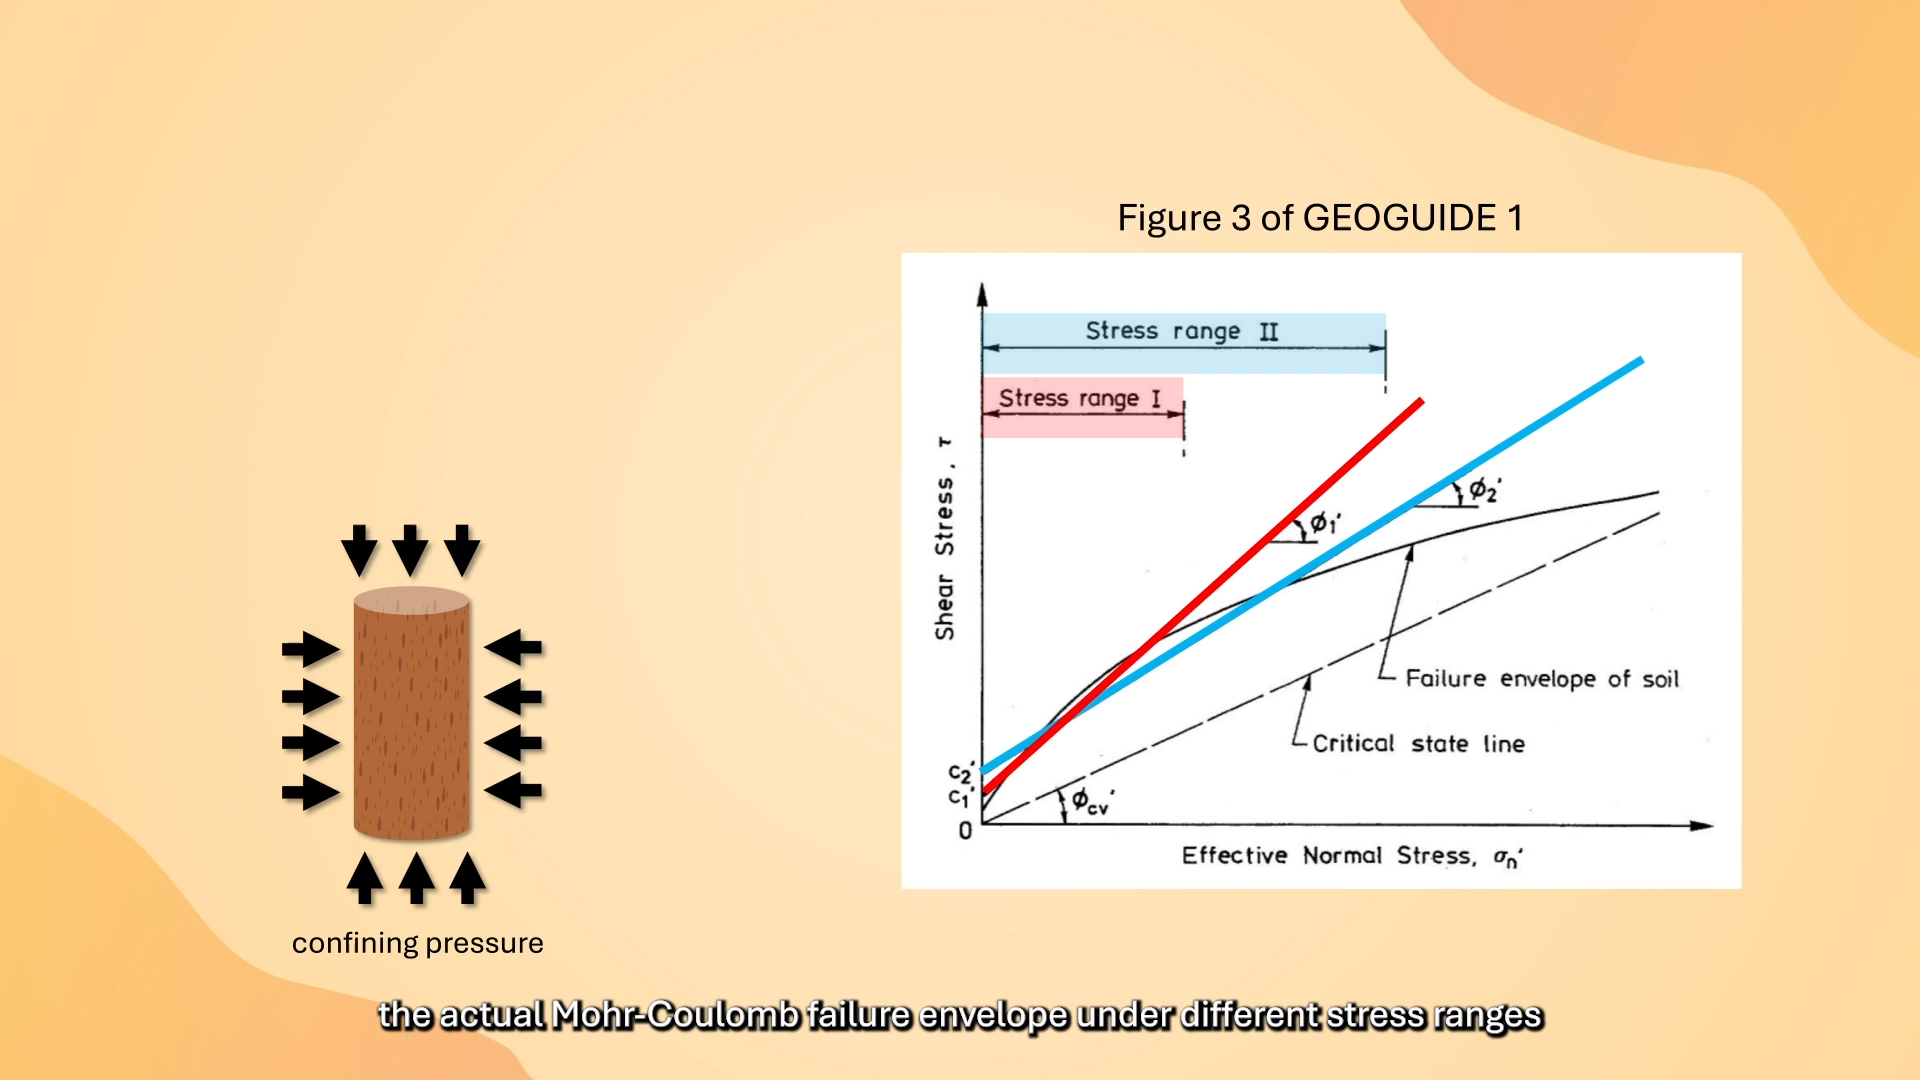 Figure 3 of GEOGUIDE 1
Stress range II
Stress range I
Shear Stress, τ
ϕ₂'
ϕ₁'
Failure envelope of soil
Critical state line
c₂'
c₁'
ϕcv'
0
Effective Normal Stress, σₙ'
confining pressure
the actual Mohr-Coulomb failure envelope under different stress ranges